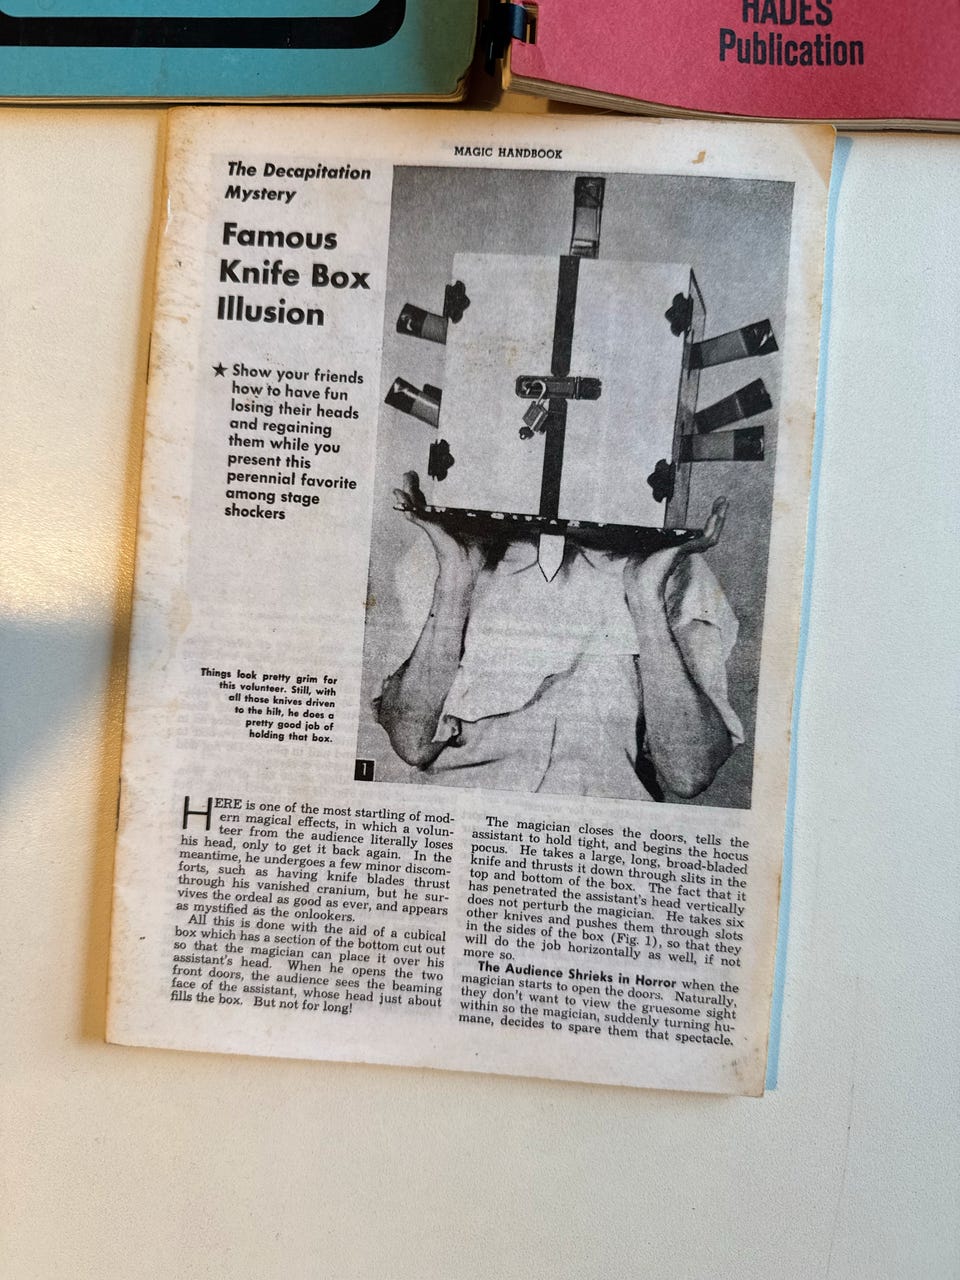 HADES
Publication
MAGIC HANDBOOK
The Decapitation
Mystery
Famous
Knife Box
Illusion
★ Show your friends
how to have fun
losing their heads
and regaining
them while you
present this
perennial favorite
among stage
shockers
Things look pretty grim for
this volunteer. Still, with
all those knives driven
to the hilt, he does a
pretty good job of
holding that box.
1
HERE is one of the most startling of mod-
ern magical effects, in which a volun-
teer from the audience literally loses
his head, only to get it back again. In the
meantime, he undergoes a few minor discom-
forts, such as having knife blades thrust
through his vanished cranium, but he sur-
vives the ordeal as good as ever, and appears
as mystified as the onlookers.
All this is done with the aid of a cubical
box which has a section of the bottom cut out
so that the magician can place it over his
assistant's head. When he opens the two
front doors, the audience sees the beaming
face of the assistant, whose head just about
fills the box. But not for long!
The magician closes the doors, tells the
assistant to hold tight, and begins the hocus
pocus. He takes a large, long, broad-bladed
knife and thrusts it down through slits in the
top and bottom of the box. The fact that it
has penetrated the assistant's head vertically
does not perturb the magician. He takes six
other knives and pushes them through slots
in the sides of the box (Fig. 1), so that they
will do the job horizontally as well, if not
more so.
The Audience Shrieks in Horror when the
magician starts to open the doors. Naturally,
they don't want to view the gruesome sight
within so the magician, suddenly turning hu-
mane, decides to spare them that spectacle.